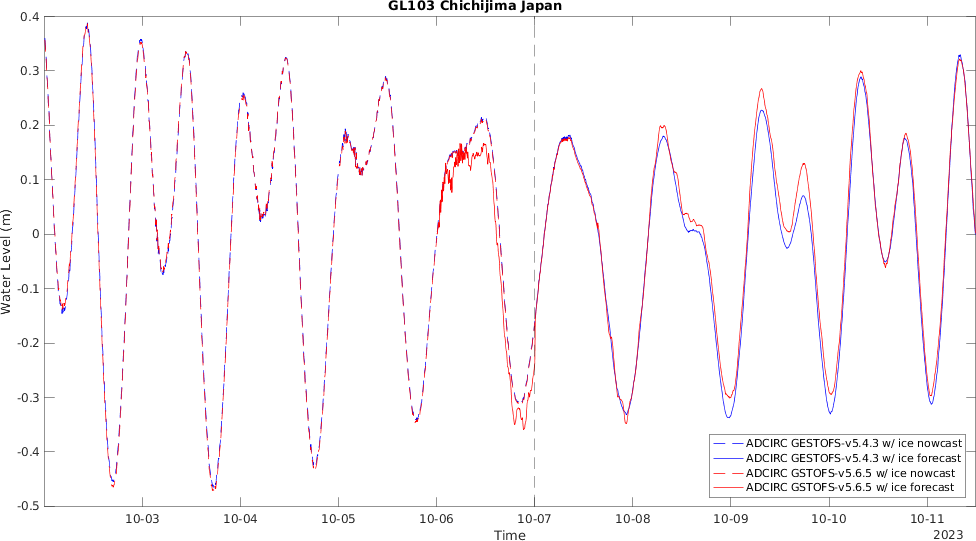 GL103 Chichijima Japan
0.4
0.3
0.2
0.1
0
-0.1
-0.2
-0.3
-0.4
-0.5
Water Level (m)
ADCIRC GESTOFS-v5.4.3 w/ ice nowcast
ADCIRC GESTOFS-v5.4.3 w/ ice forecast
ADCIRC GSTOFS-v5.6.5 w/ ice nowcast
ADCIRC GSTOFS-v5.6.5 w/ ice forecast
10-03 10-04 10-05 10-06 10-07 10-08 10-09 10-10 10-11
Time
2023